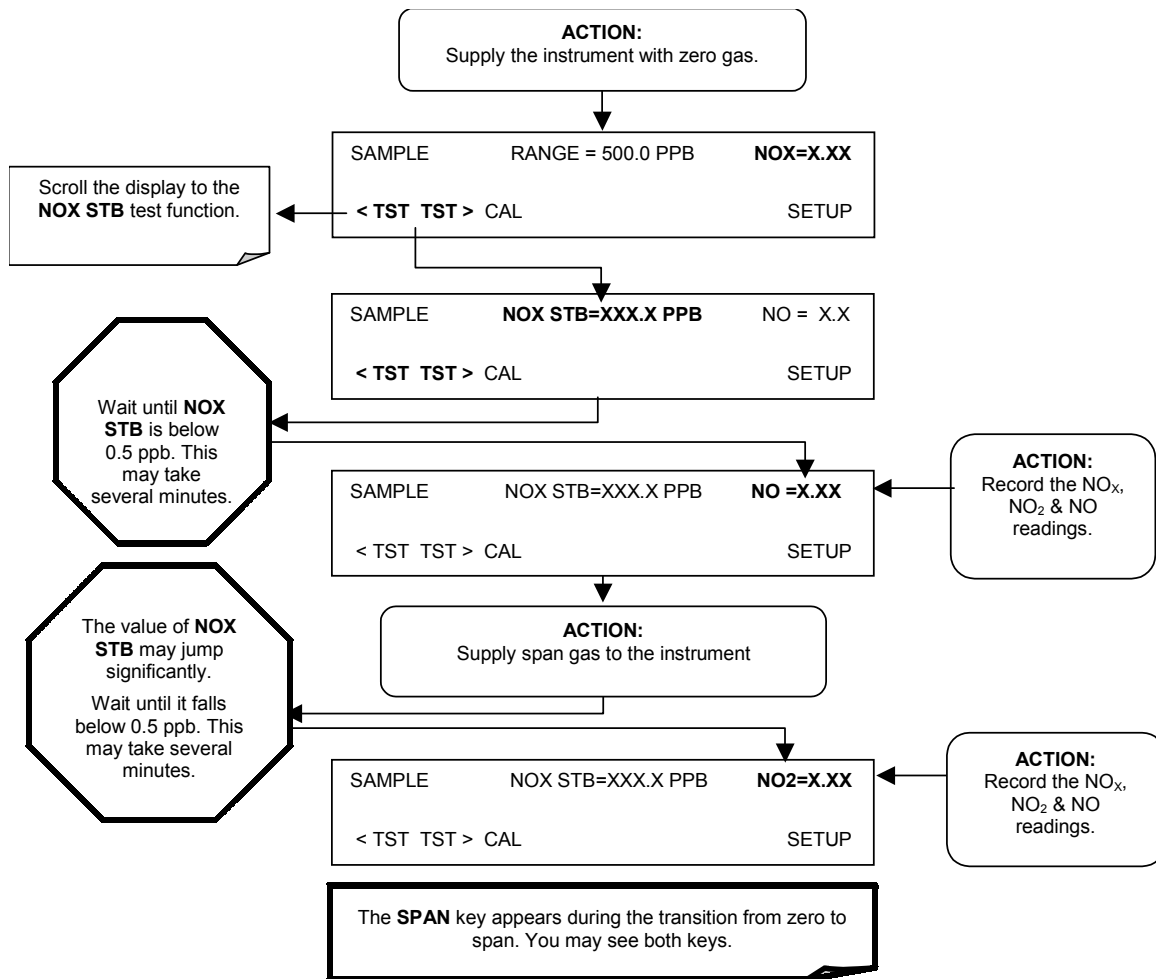 ACTION:
Supply the instrument with zero gas.
SAMPLE RANGE = 500.0 PPB NOX=X.XX
< TST TST > CAL SETUP
Scroll the display to the
NOX STB test function.
SAMPLE NOX STB=XXX.X PPB NO = X.X
< TST TST > CAL SETUP
Wait until NOX
STB is below
0.5 ppb. This
may take
several minutes.
SAMPLE NOX STB=XXX.X PPB NO =X.XX
< TST TST > CAL SETUP
ACTION:
Record the NOX,
NO2 & NO
readings.
ACTION:
Supply span gas to the instrument
The value of NOX
STB may jump
significantly.
Wait until it falls
below 0.5 ppb. This
may take several
minutes.
SAMPLE NOX STB=XXX.X PPB NO2=X.XX
< TST TST > CAL SETUP
ACTION:
Record the NOX,
NO2 & NO
readings.
The SPAN key appears during the transition from zero to
span. You may see both keys.